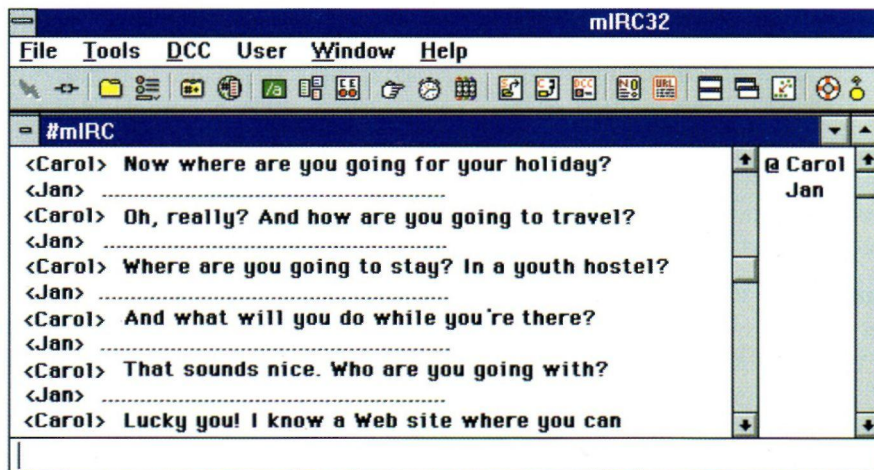 mIRC32
File Tools DCC User Window Help
#mIRC
<Carol> Now where are you going for your holiday?
<Jan> ..........................................................
<Carol> Oh, really? And how are you going to travel?
<Jan> ..........................................................
<Carol> Where are you going to stay? In a youth hostel?
<Jan> ..........................................................
<Carol> And what will you do while you're there?
<Jan> ..........................................................
<Carol> That sounds nice. Who are you going with?
<Jan> ..........................................................
<Carol> Lucky you! I know a Web site where you can
@ Carol
Jan